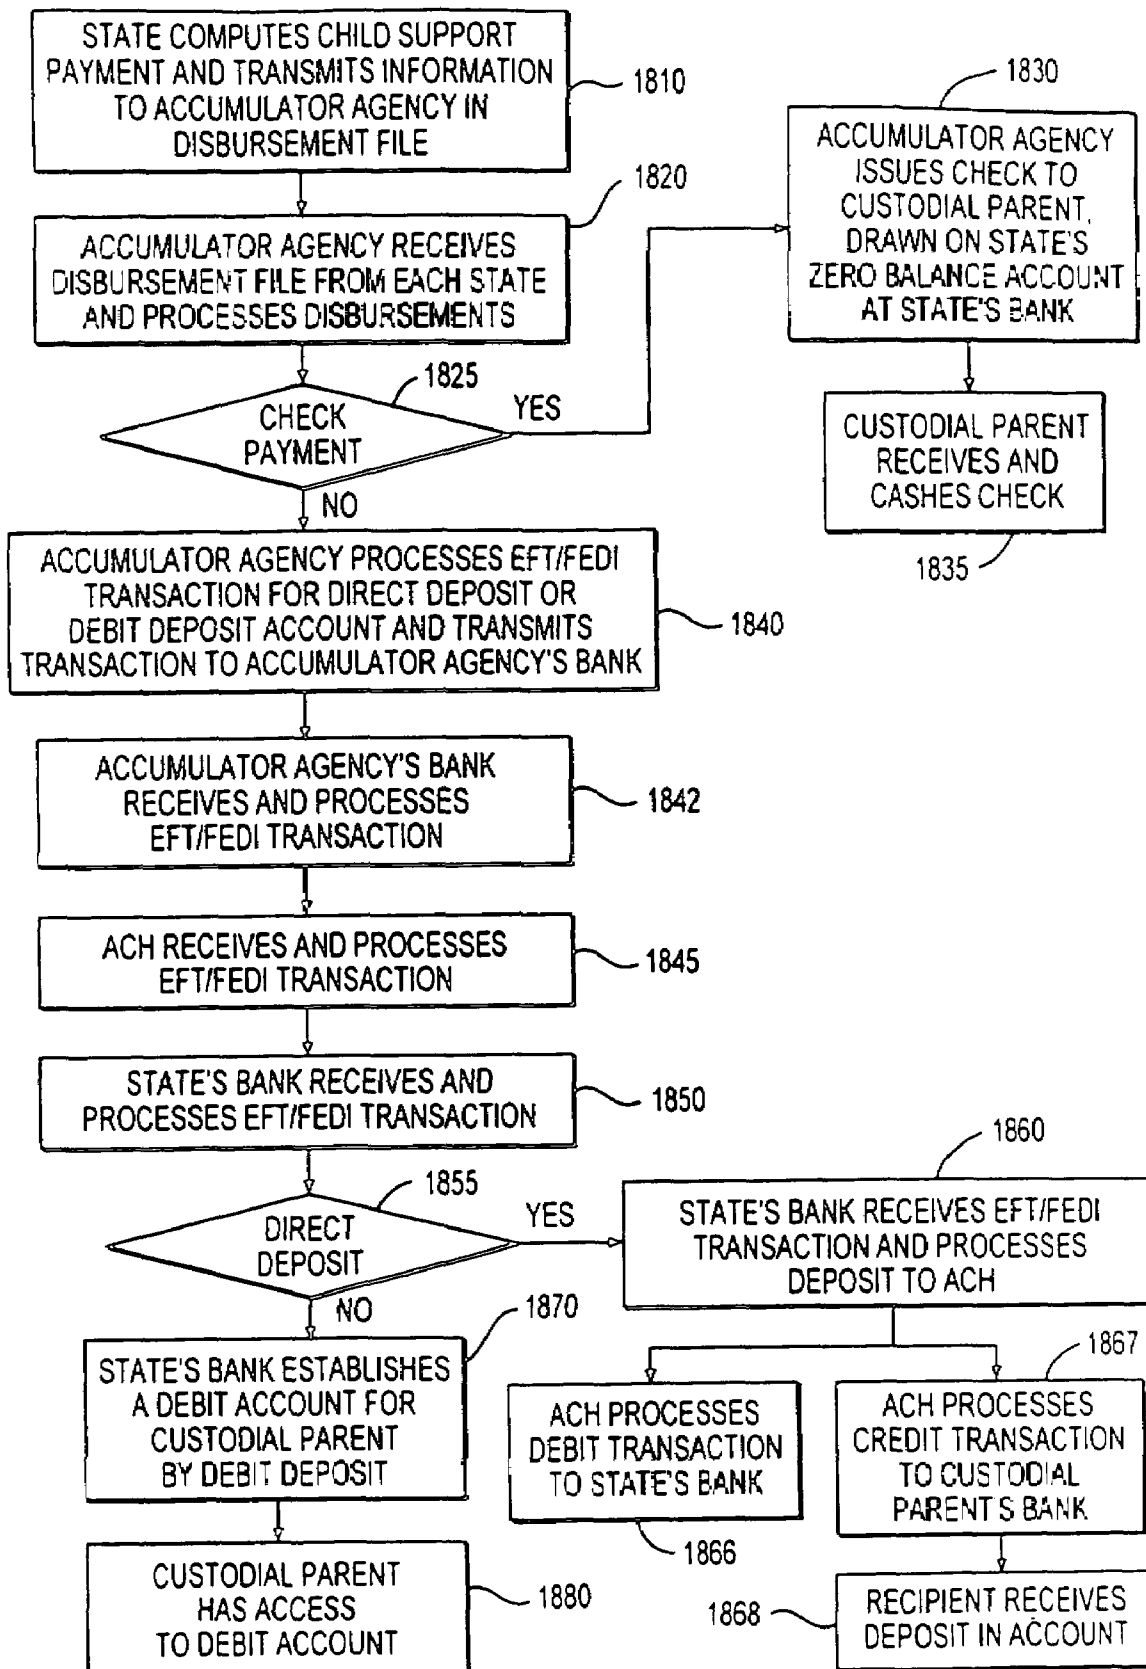 STATE COMPUTES CHILD SUPPORT
PAYMENT AND TRANSMITS INFORMATION
TO ACCUMULATOR AGENCY IN
DISBURSEMENT FILE
1810
ACCUMULATOR AGENCY RECEIVES
DISBURSEMENT FILE FROM EACH STATE
AND PROCESSES DISBURSEMENTS
1820
CHECK
PAYMENT
1825
YES
NO
1830
ACCUMULATOR AGENCY
ISSUES CHECK TO
CUSTODIAL PARENT,
DRAWN ON STATE'S
ZERO BALANCE ACCOUNT
AT STATE'S BANK
CUSTODIAL PARENT
RECEIVES AND
CASHES CHECK
1835
ACCUMULATOR AGENCY PROCESSES EFT/FEDI
TRANSACTION FOR DIRECT DEPOSIT OR
DEBIT DEPOSIT ACCOUNT AND TRANSMITS
TRANSACTION TO ACCUMULATOR AGENCY'S BANK
1840
ACCUMULATOR AGENCY'S BANK
RECEIVES AND PROCESSES
EFT/FEDI TRANSACTION
1842
ACH RECEIVES AND PROCESSES
EFT/FEDI TRANSACTION
1845
STATE'S BANK RECEIVES AND
PROCESSES EFT/FEDI TRANSACTION
1850
DIRECT
DEPOSIT
1855
YES
NO
1860
STATE'S BANK RECEIVES EFT/FEDI
TRANSACTION AND PROCESSES
DEPOSIT TO ACH
1870
STATE'S BANK ESTABLISHES
A DEBIT ACCOUNT FOR
CUSTODIAL PARENT
BY DEBIT DEPOSIT
ACH PROCESSES
DEBIT TRANSACTION
TO STATE'S BANK
1866
1867
ACH PROCESSES
CREDIT TRANSACTION
TO CUSTODIAL
PARENT'S BANK
CUSTODIAL PARENT
HAS ACCESS
TO DEBIT ACCOUNT
1880
1868
RECIPIENT RECEIVES
DEPOSIT IN ACCOUNT